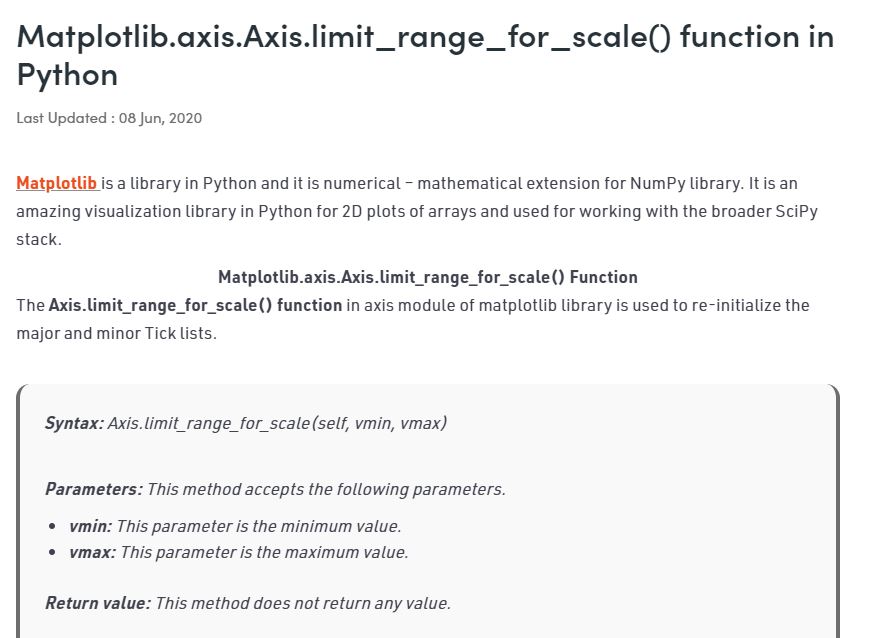 Matplotlib.axis.Axis.limit_range_for_scale() function in
Python
Last Updated : 08 Jun, 2020
Matplotlib is a library in Python and it is numerical – mathematical extension for NumPy library. It is an
amazing visualization library in Python for 2D plots of arrays and used for working with the broader SciPy
stack.
Matplotlib.axis.Axis.limit_range_for_scale() Function
The Axis.limit_range_for_scale() function in axis module of matplotlib library is used to re-initialize the
major and minor Tick lists.
Syntax: Axis.limit_range_for_scale(self, vmin, vmax)
Parameters: This method accepts the following parameters.
• vmin: This parameter is the minimum value.
• vmax: This parameter is the maximum value.
Return value: This method does not return any value.